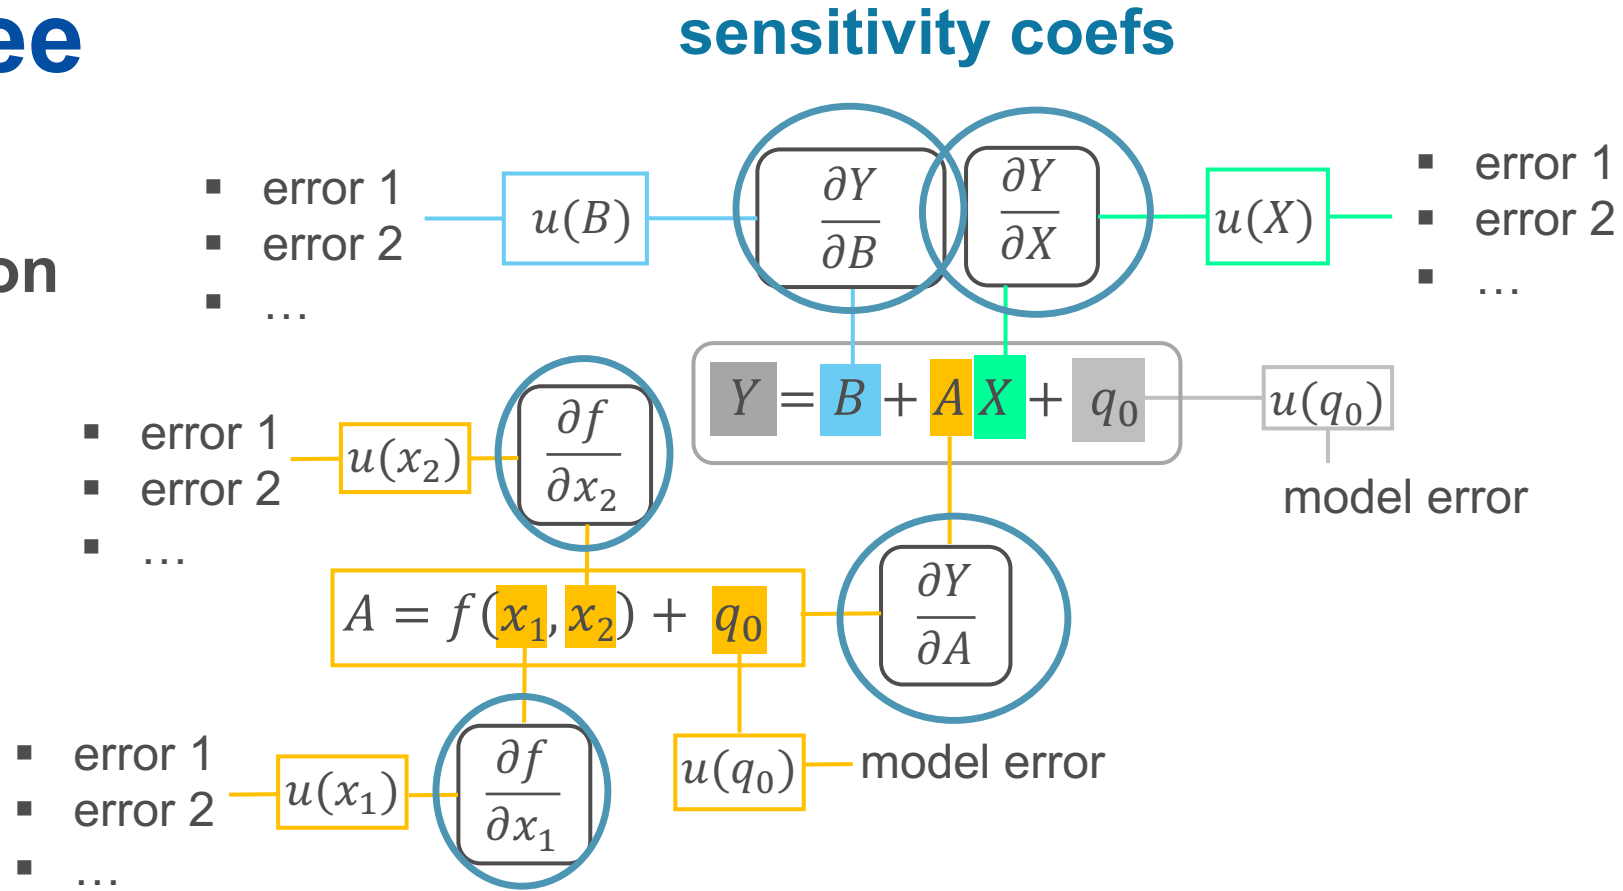 ee
sensitivity coefs
on
▪ error 1
▪ error 2
▪ …
u(B)
∂Y
∂B
∂Y
∂X
u(X)
▪ error 1
▪ error 2
▪ …
Y = B + A X + q₀
u(q₀)
model error
▪ error 1
▪ error 2
▪ …
u(x₂)
∂f
∂x₂
A = f(x₁, x₂) + q₀
∂Y
∂A
▪ error 1
▪ error 2
▪ …
u(x₁)
∂f
∂x₁
u(q₀)
model error